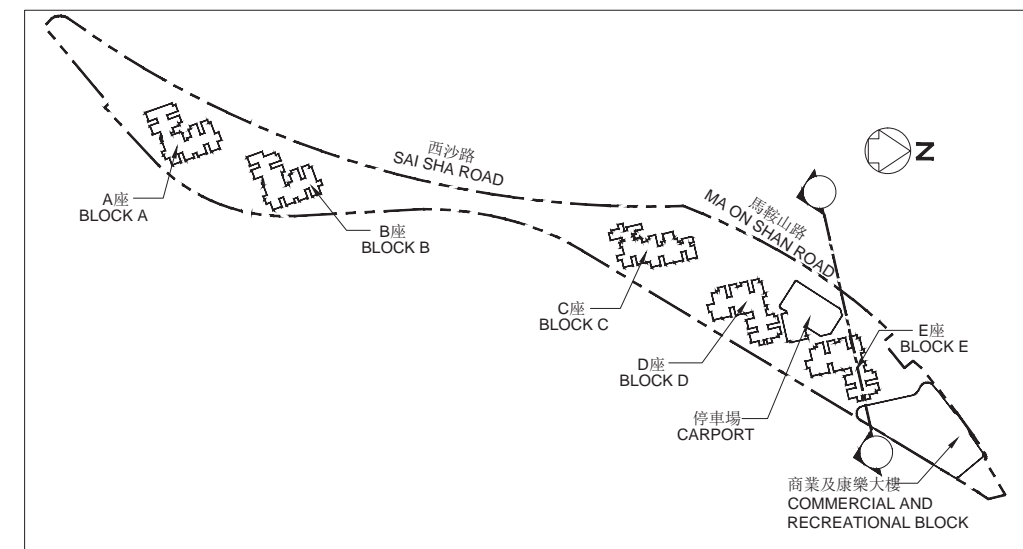 西沙路
SAI SHA ROAD
馬鞍山路
MA ON SHAN ROAD
N
A座
BLOCK A
B座
BLOCK B
C座
BLOCK C
D座
BLOCK D
E座
BLOCK E
停車場
CARPORT
商業及康樂大樓
COMMERCIAL AND
RECREATIONAL BLOCK